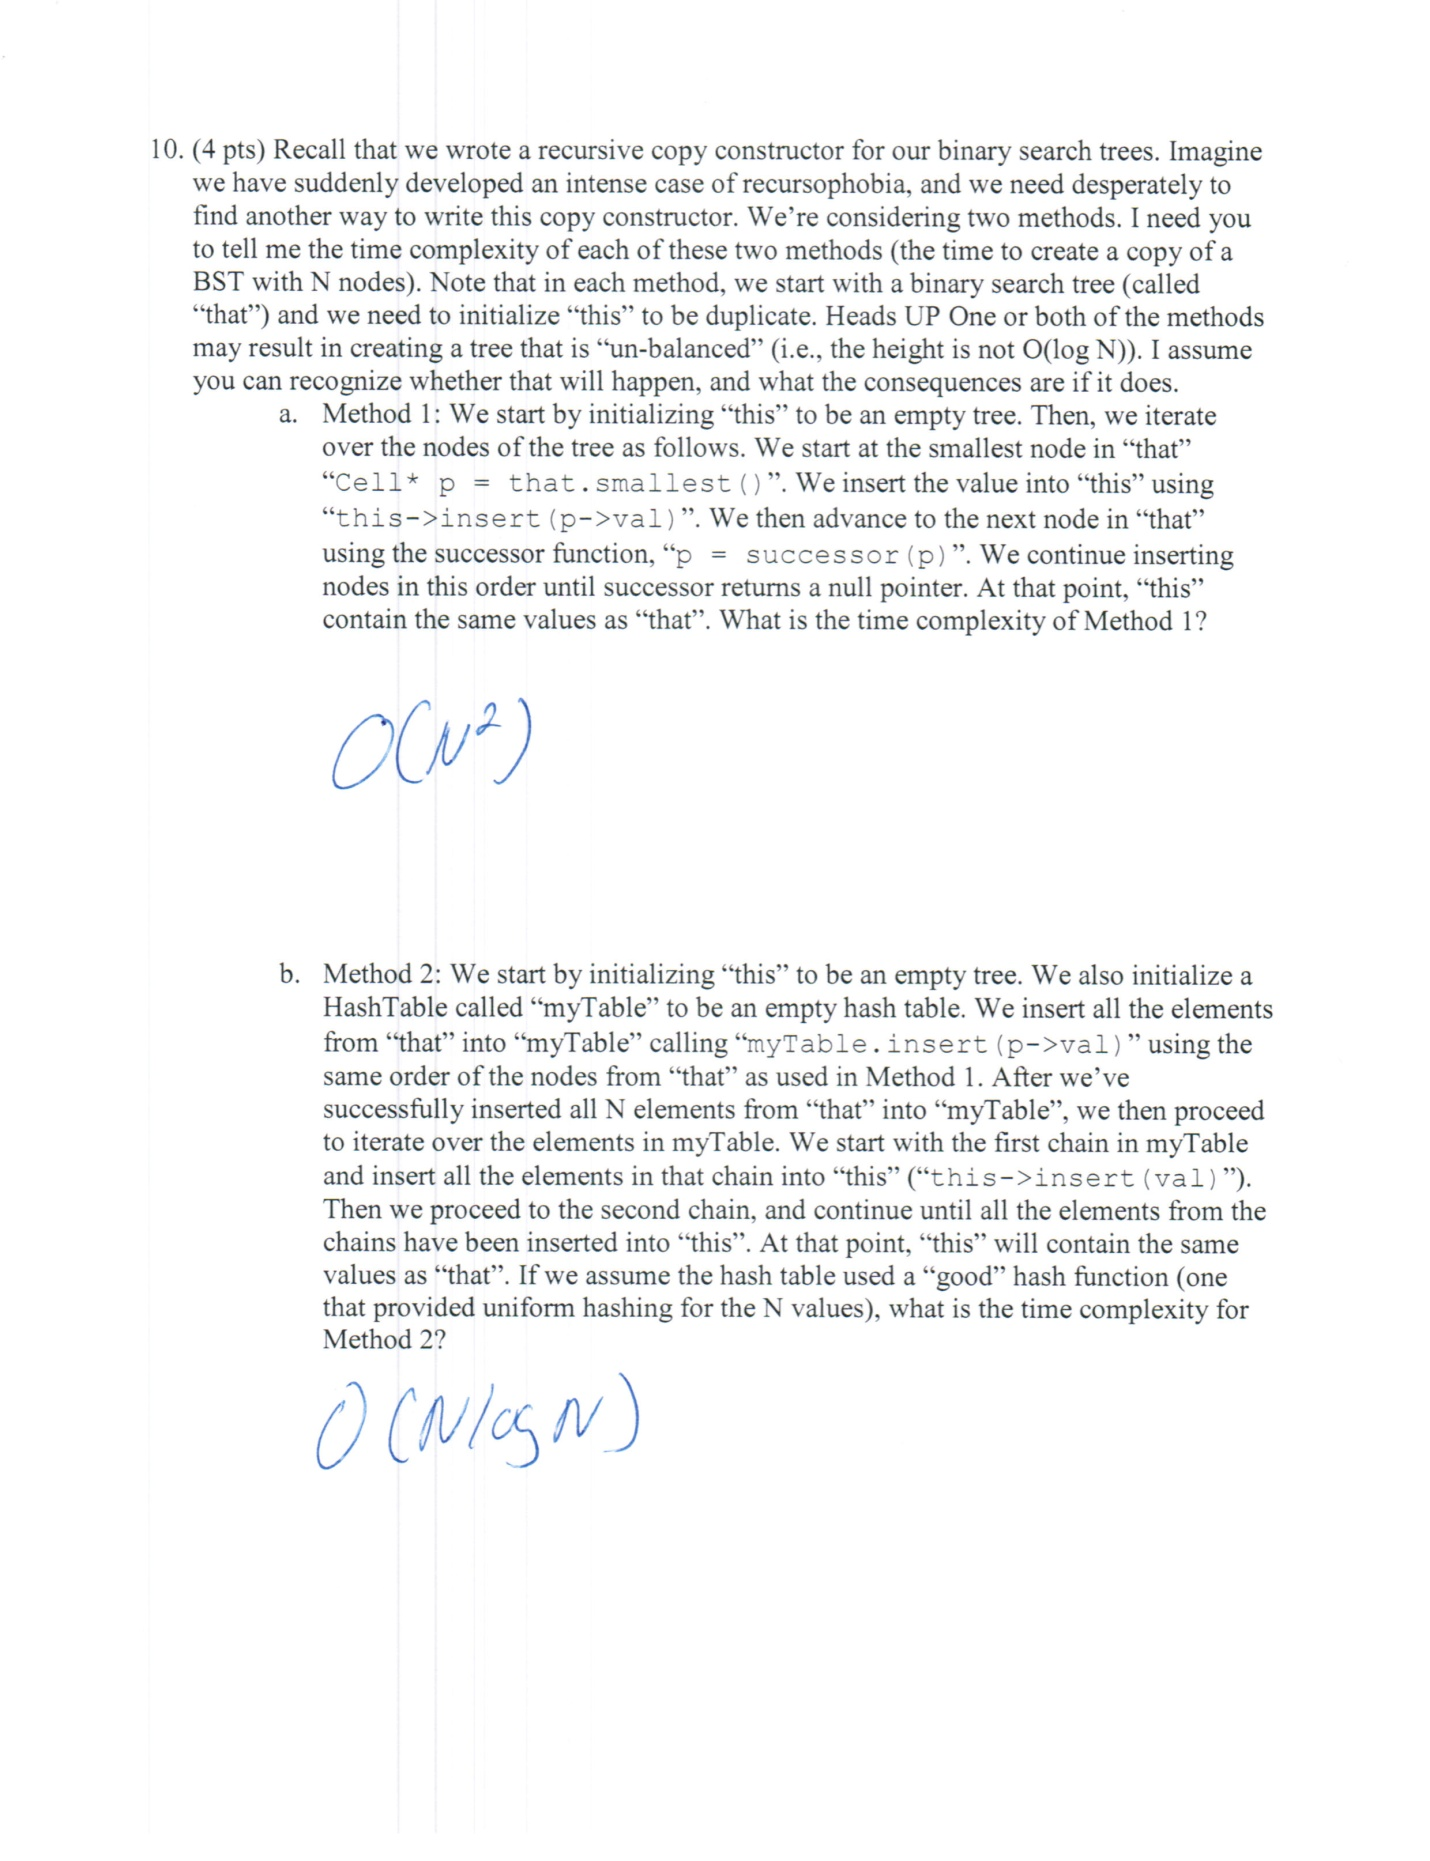 10. (4 pts) Recall that we wrote a recursive copy constructor for our binary search trees. Imagine
we have suddenly developed an intense case of recursophobia, and we need desperately to
find another way to write this copy constructor. We’re considering two methods. I need you
to tell me the time complexity of each of these two methods (the time to create a copy of a
BST with N nodes). Note that in each method, we start with a binary search tree (called
“that”) and we need to initialize “this” to be duplicate. Heads UP One or both of the methods
may result in creating a tree that is “un-balanced” (i.e., the height is not O(log N)). I assume
you can recognize whether that will happen, and what the consequences are if it does.
a. Method 1: We start by initializing “this” to be an empty tree. Then, we iterate
over the nodes of the tree as follows. We start at the smallest node in “that”
“Cell* p = that.smallest()”. We insert the value into “this” using
“this->insert(p->val)”. We then advance to the next node in “that”
using the successor function, “p = successor(p)”. We continue inserting
nodes in this order until successor returns a null pointer. At that point, “this”
contain the same values as “that”. What is the time complexity of Method 1?
O(N²)
b. Method 2: We start by initializing “this” to be an empty tree. We also initialize a
HashTable called “myTable” to be an empty hash table. We insert all the elements
from “that” into “myTable” calling “myTable.insert(p->val)” using the
same order of the nodes from “that” as used in Method 1. After we’ve
successfully inserted all N elements from “that” into “myTable”, we then proceed
to iterate over the elements in myTable. We start with the first chain in myTable
and insert all the elements in that chain into “this” (“this->insert(val)”).
Then we proceed to the second chain, and continue until all the elements from the
chains have been inserted into “this”. At that point, “this” will contain the same
values as “that”. If we assume the hash table used a “good” hash function (one
that provided uniform hashing for the N values), what is the time complexity for
Method 2?
O(N log N)